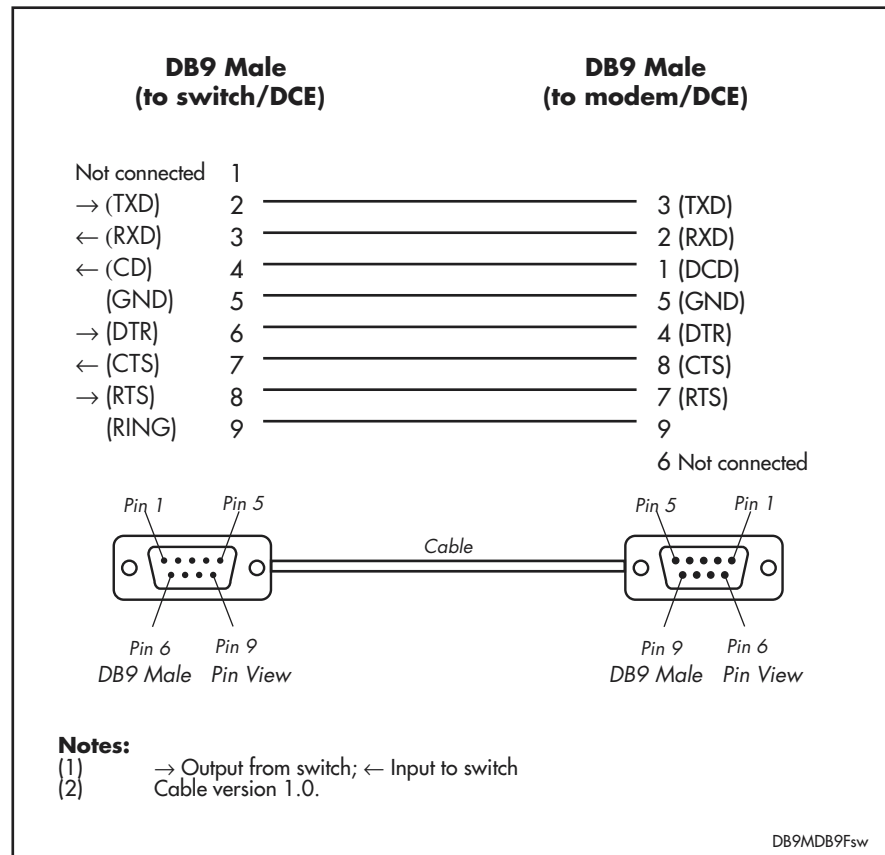 DB9 Male DB9 Male
(to switch/DCE) (to modem/DCE)
Not connected 1
→ (TXD) 2 3 (TXD)
← (RXD) 3 2 (RXD)
← (CD) 4 1 (DCD)
(GND) 5 5 (GND)
→ (DTR) 6 4 (DTR)
← (CTS) 7 8 (CTS)
→ (RTS) 8 7 (RTS)
(RING) 9 9
6 Not connected
Pin 1 Pin 5 Pin 5 Pin 1
Cable
Pin 6 Pin 9 Pin 9 Pin 6
DB9 Male Pin View DB9 Male Pin View
Notes:
(1) → Output from switch; ← Input to switch
(2) Cable version 1.0.
DB9MDB9Fsw